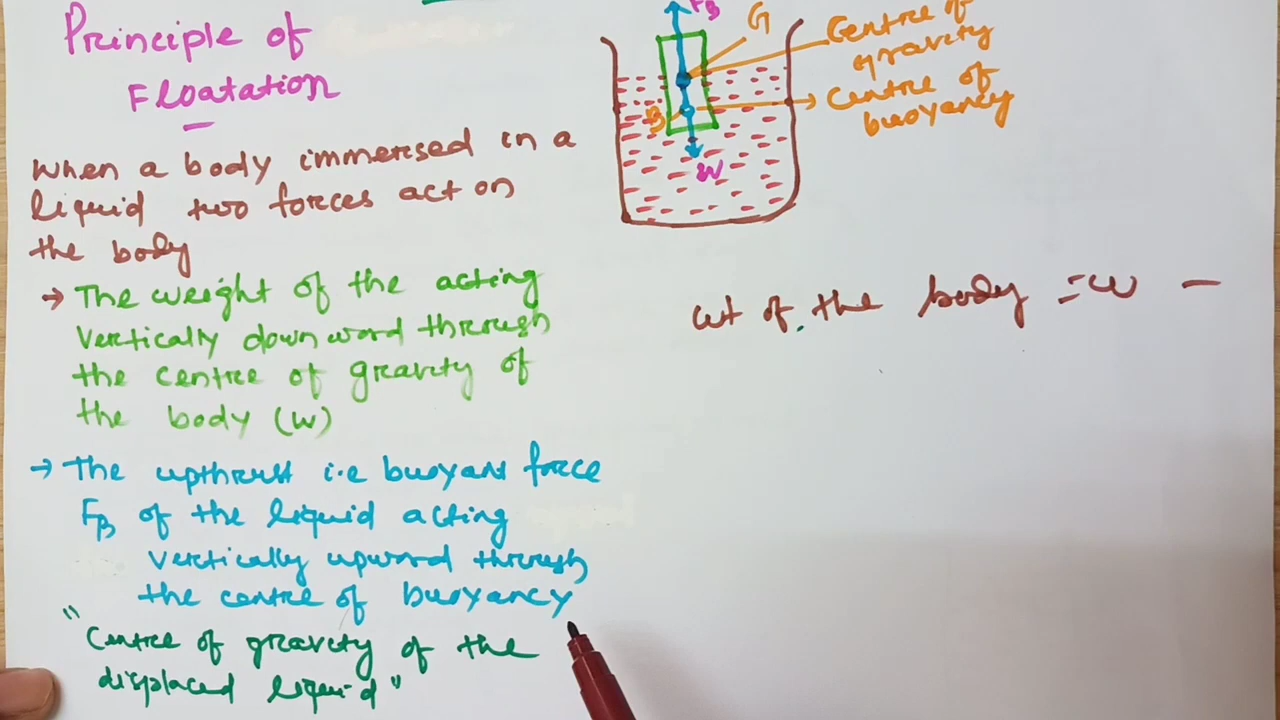 Principle of
Floatation
When a body immersed in a
liquid two forces act on
the body
→ The weight of the acting
vertically downword through
the centre of gravity of
the body (W)
→ The upthrust i.e buoyant force
FB of the liquid acting
vertically upward through
the centre of buoyancy
"Centre of gravity of the
displaced liquid"
FB
G
Centre of
gravity
Centre of
buoyancy
B
W
wt of the body = W —